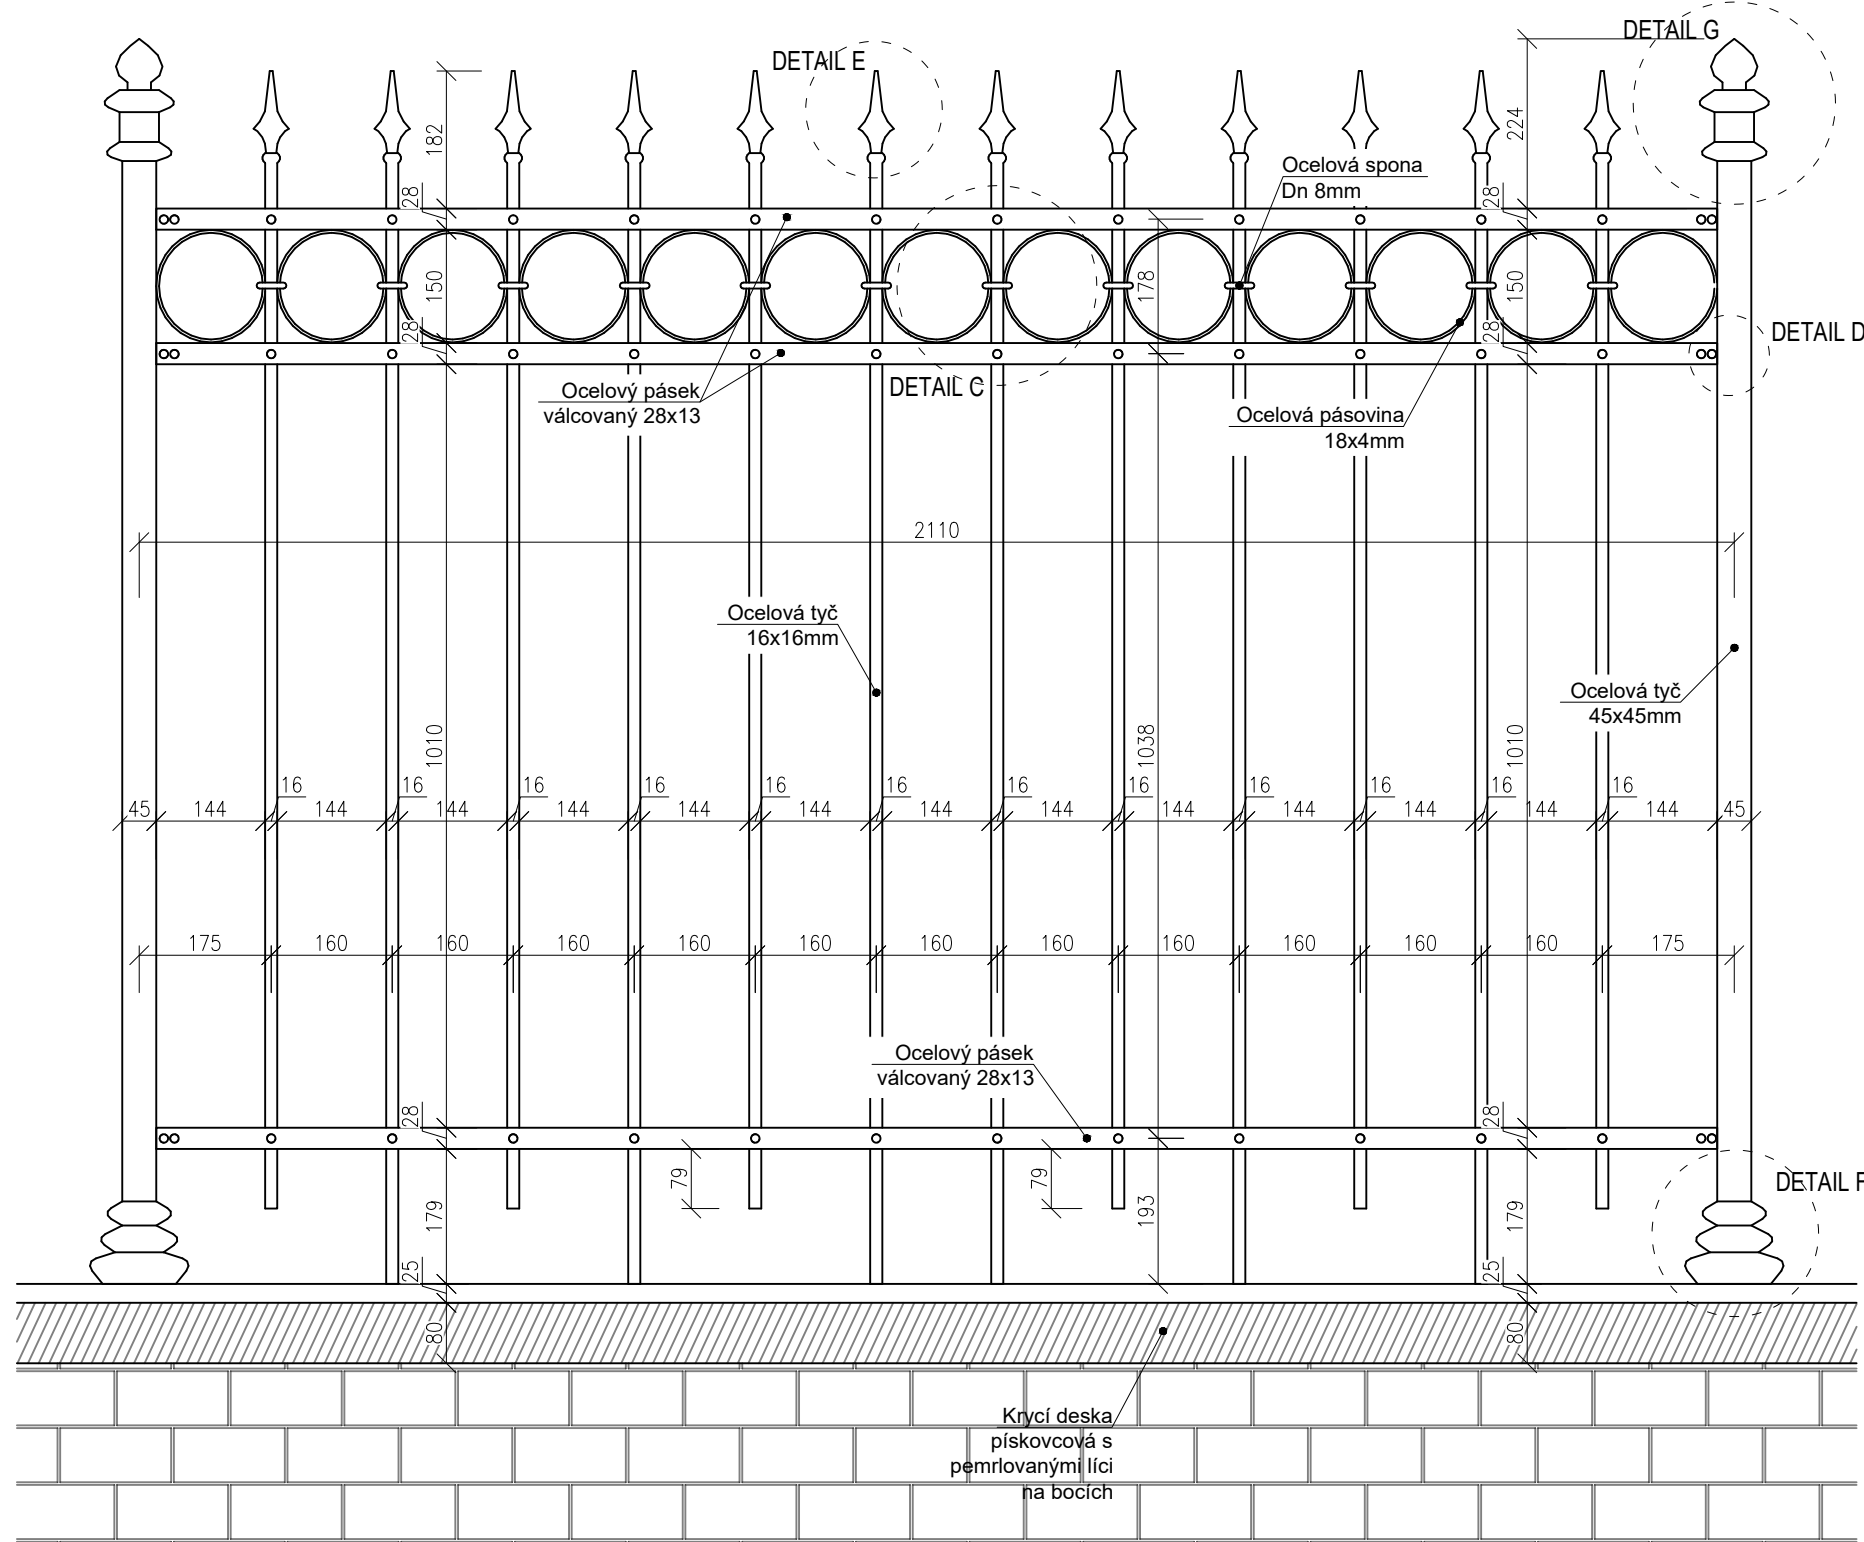 DETAIL G
DETAIL E
182
224
Ocelová spona
Dn 8mm
28
28
150
178
150
28
28
DETAIL D
DETAIL C
Ocelový pásek
válcovaný 28x13
Ocelová pásovina
18x4mm
2110
Ocelová tyč
16x16mm
Ocelová tyč
45x45mm
1010
1038
1010
16 16 16 16 16 16 16 16 16 16 16 16
45 144 144 144 144 144 144 144 144 144 144 144 144 144 45
175 160 160 160 160 160 160 160 160 160 160 160 175
Ocelový pásek
válcovaný 28x13
28
28
79
79
DETAIL F
179
193
179
25
25
80
80
Krycí deska
pískovcová s
pemrlovanými líci
na bocích